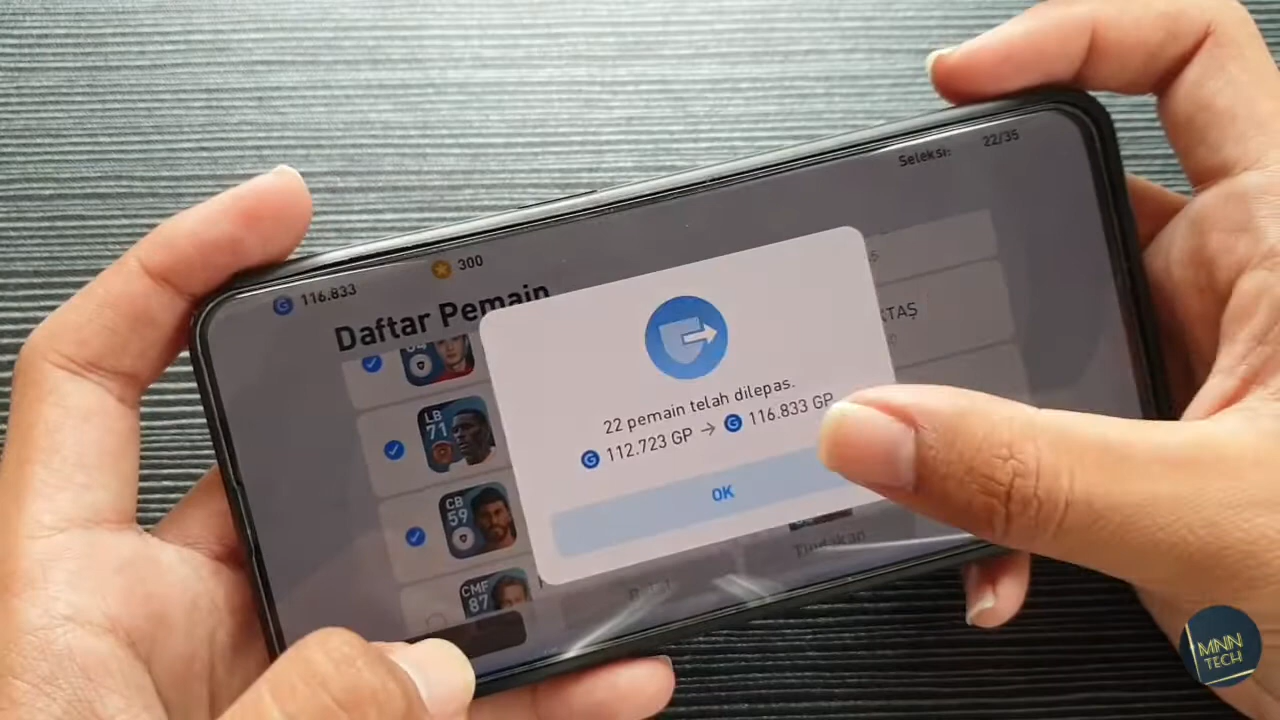 Seleksi: 22/35
116.833 300
Daftar Pemain
LB
71
CB
59
CMF
87
22 pemain telah dilepas.
112.723 GP → 116.833 GP
OK
Tindakan
MNN
TECH